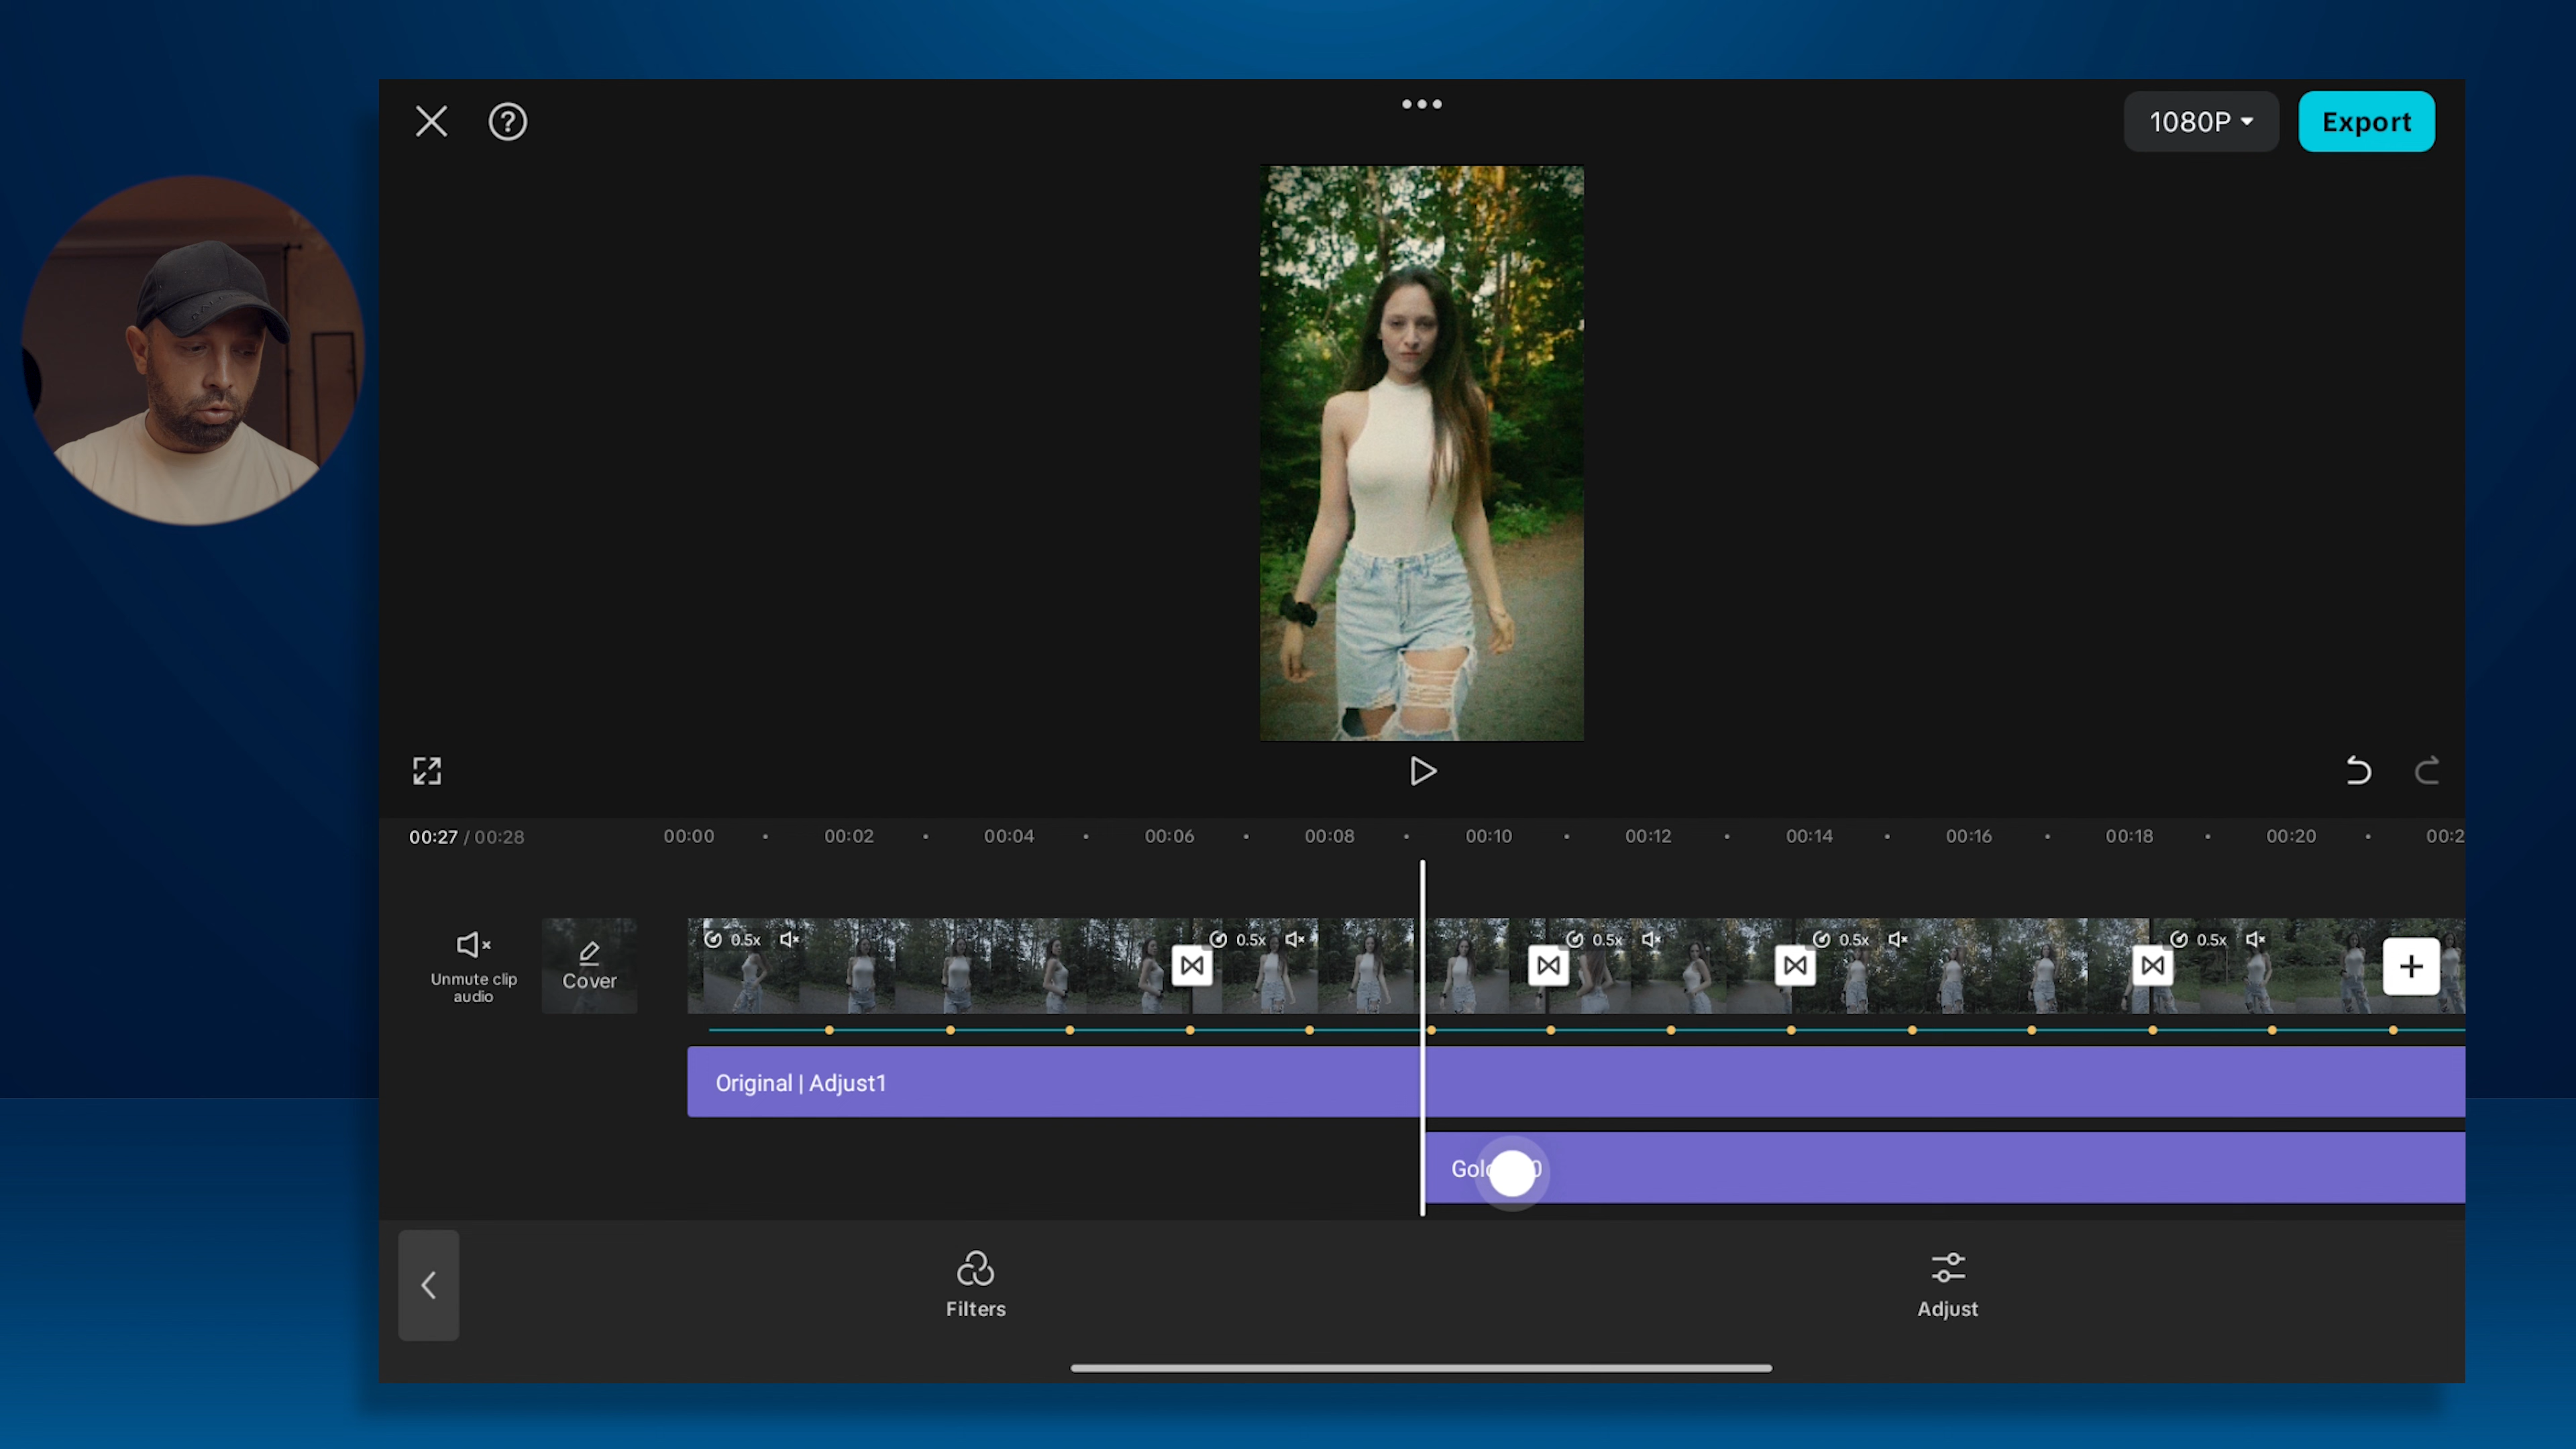 1080P
Export
00:27 / 00:28
00:00
00:02
00:04
00:06
00:08
00:10
00:12
00:14
00:16
00:18
00:20
00:2
Unmute clip
audio
Cover
0.5x
0.5x
0.5x
0.5x
0.5x
Original | Adjust1
Filters
Adjust